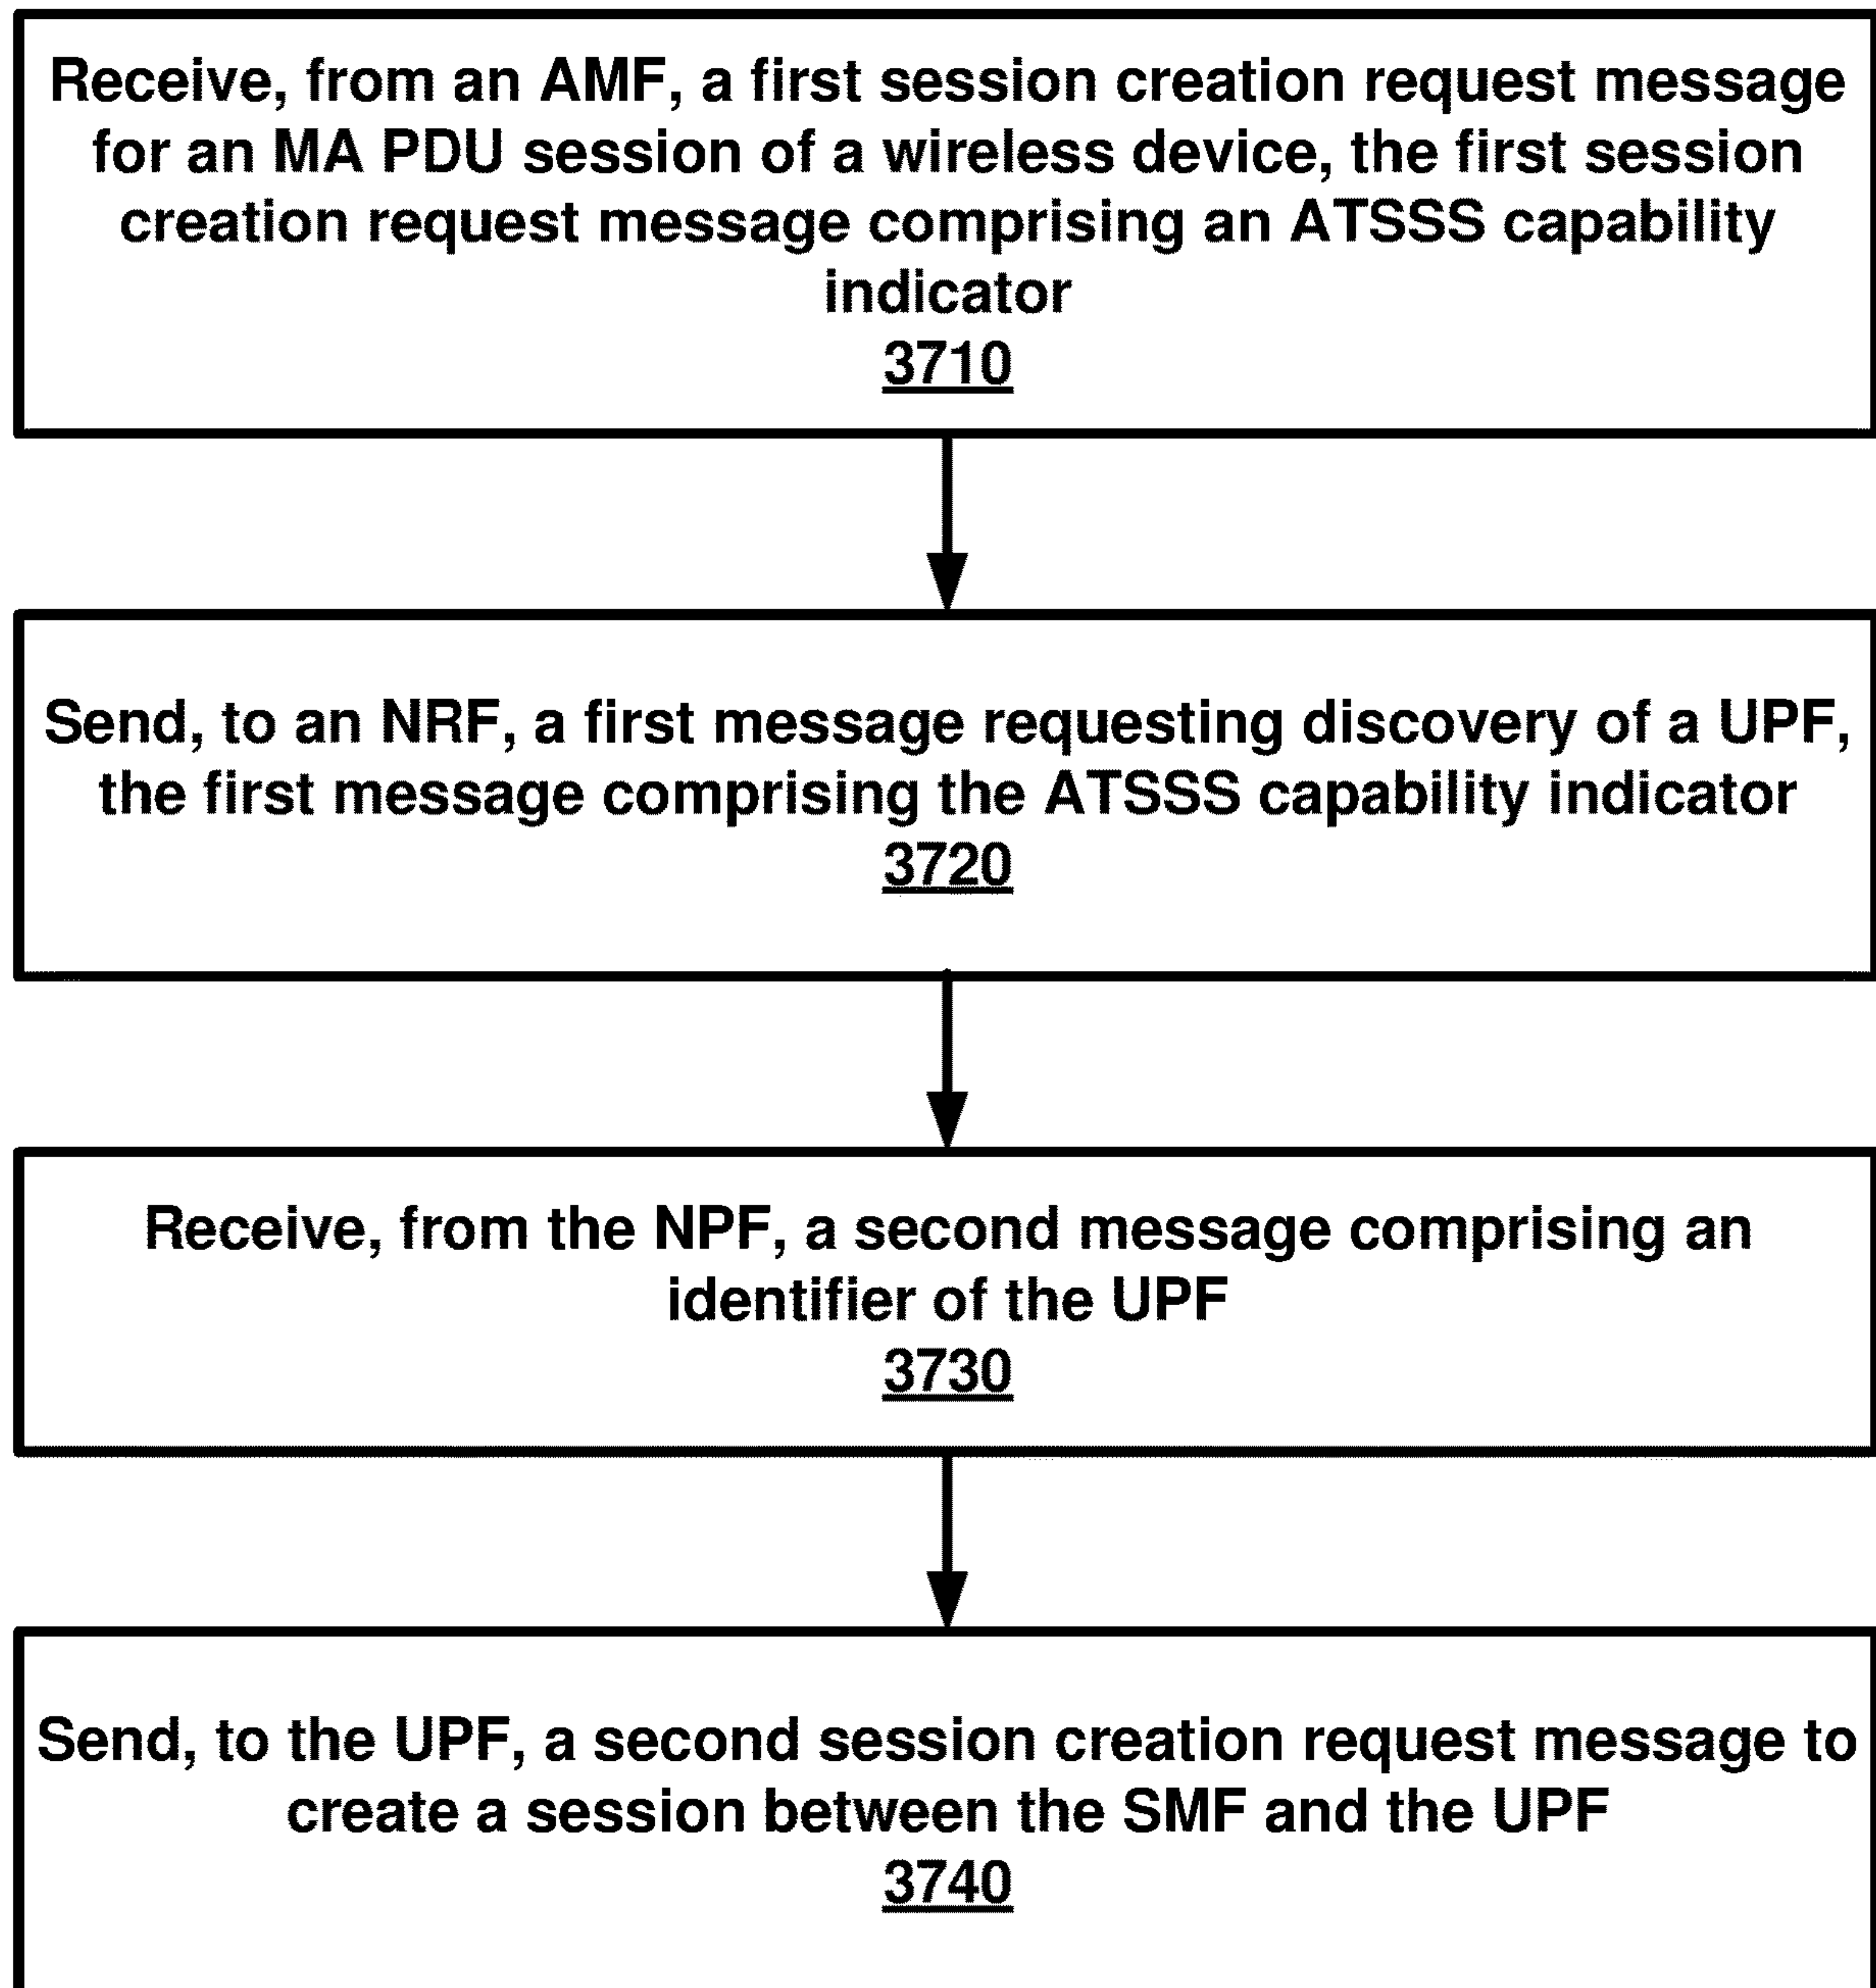 Receive, from an AMF, a first session creation request message
for an MA PDU session of a wireless device, the first session
creation request message comprising an ATSSS capability
indicator
3710
Send, to an NRF, a first message requesting discovery of a UPF,
the first message comprising the ATSSS capability indicator
3720
Receive, from the NPF, a second message comprising an
identifier of the UPF
3730
Send, to the UPF, a second session creation request message to
create a session between the SMF and the UPF
3740